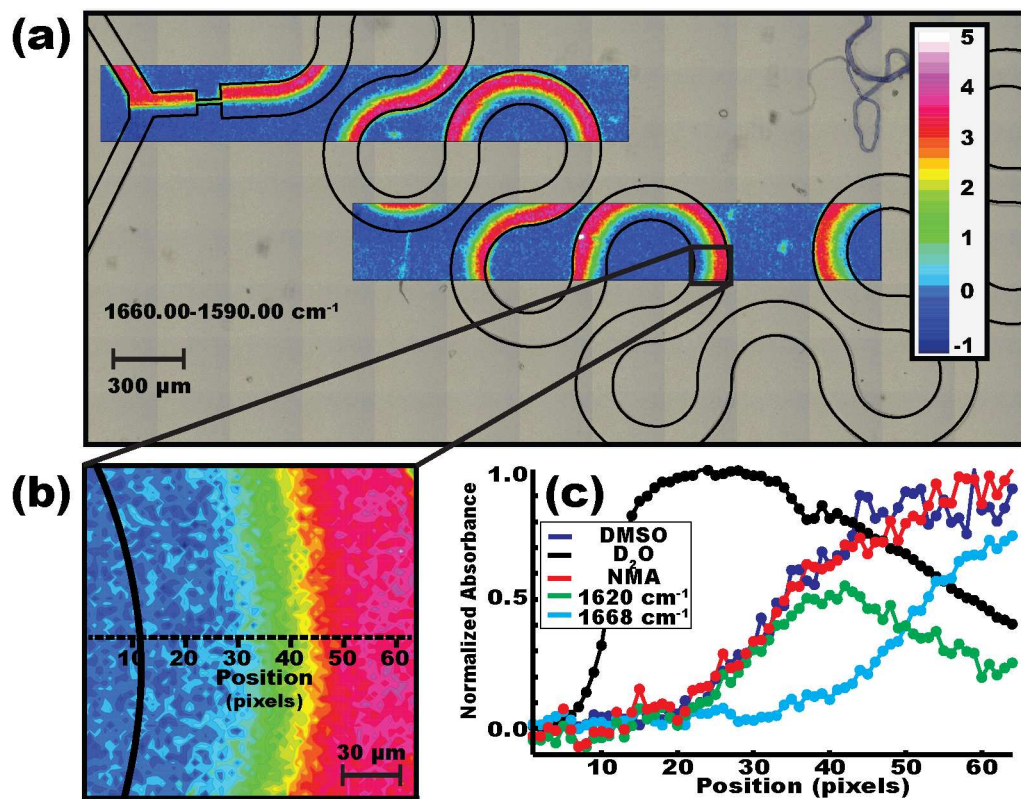 (a)
5
4
3
2
1
0
-1
1660.00-1590.00 cm⁻¹
300 µm
(b)
10 20 30 40 50 60
Position
(pixels)
30 µm
(c)
1.0
0.5
0.0
Normalized Absorbance
DMSO
D₂O
NMA
1620 cm⁻¹
1668 cm⁻¹
10 20 30 40 50 60
Position (pixels)